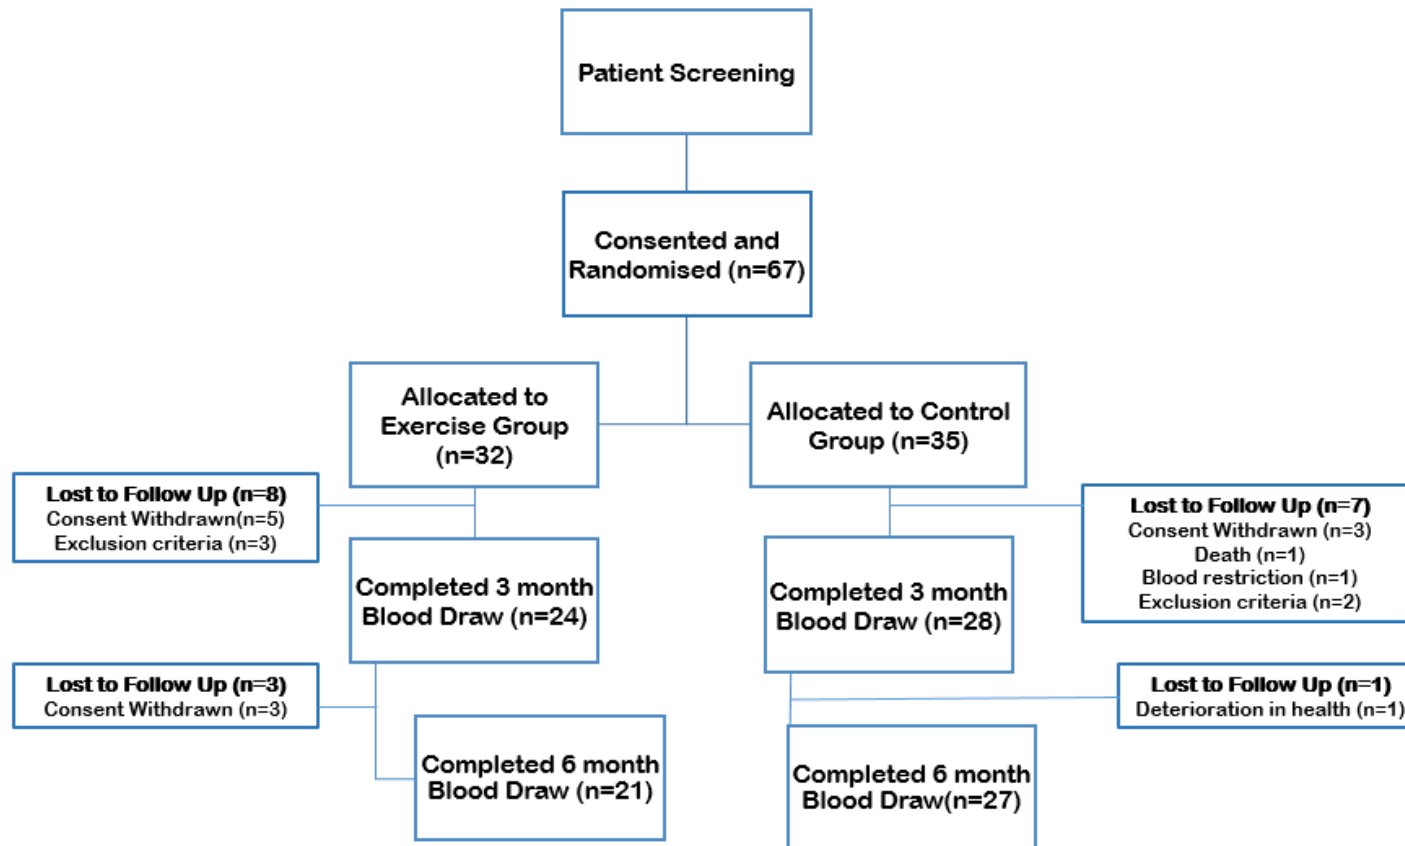 Patient Screening
Consented and
Randomised (n=67)
Allocated to
Exercise Group
(n=32)
Allocated to Control
Group (n=35)
Lost to Follow Up (n=8)
Consent Withdrawn(n=5)
Exclusion criteria (n=3)
Lost to Follow Up (n=7)
Consent Withdrawn (n=3)
Death (n=1)
Blood restriction (n=1)
Exclusion criteria (n=2)
Completed 3 month
Blood Draw (n=24)
Completed 3 month
Blood Draw (n=28)
Lost to Follow Up (n=3)
Consent Withdrawn (n=3)
Lost to Follow Up (n=1)
Deterioration in health (n=1)
Completed 6 month
Blood Draw (n=21)
Completed 6 month
Blood Draw(n=27)